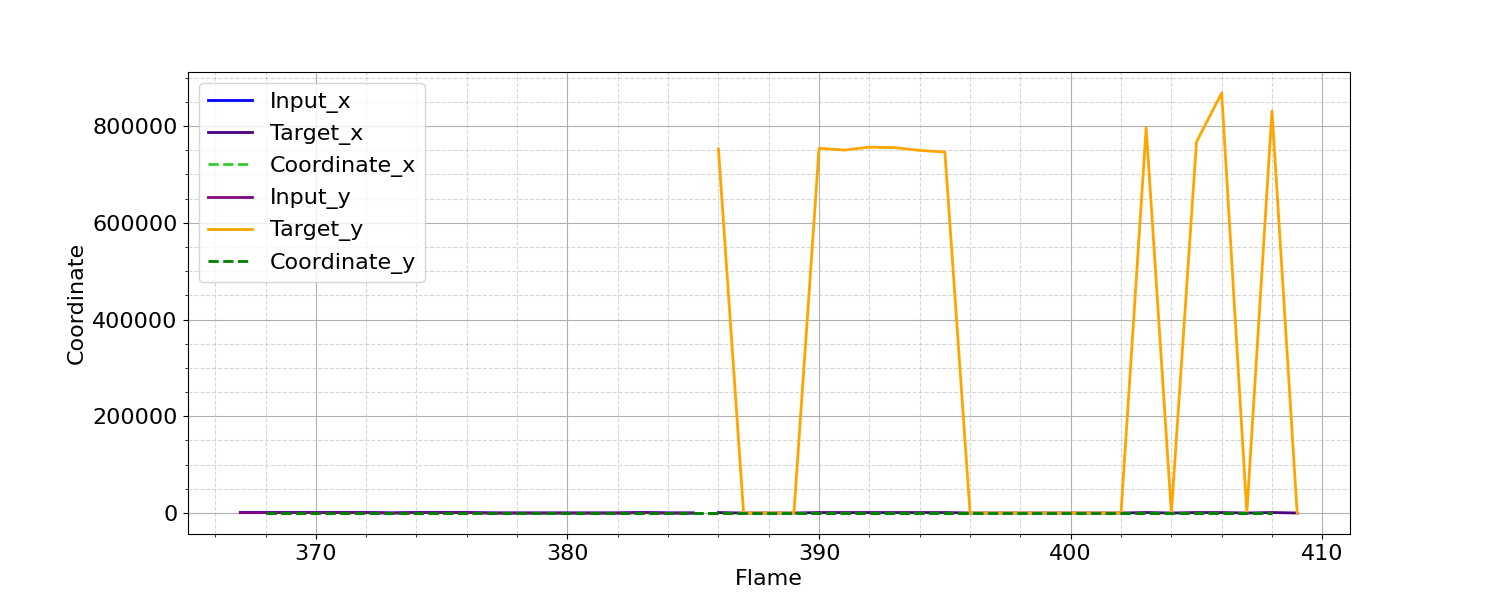 Input_x
Target_x
Coordinate_x
Input_y
Target_y
Coordinate_y
Coordinate
800000
600000
400000
200000
0
370
380
390
400
410
Flame